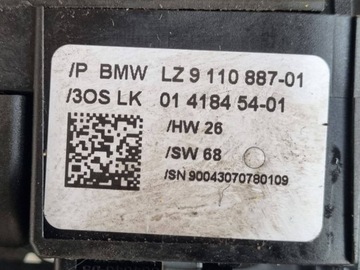 /P BMW LZ 9 110 887-01
/3OS LK 01 4184 54-01
/HW 26
/SW 68
/SN 90043070780109